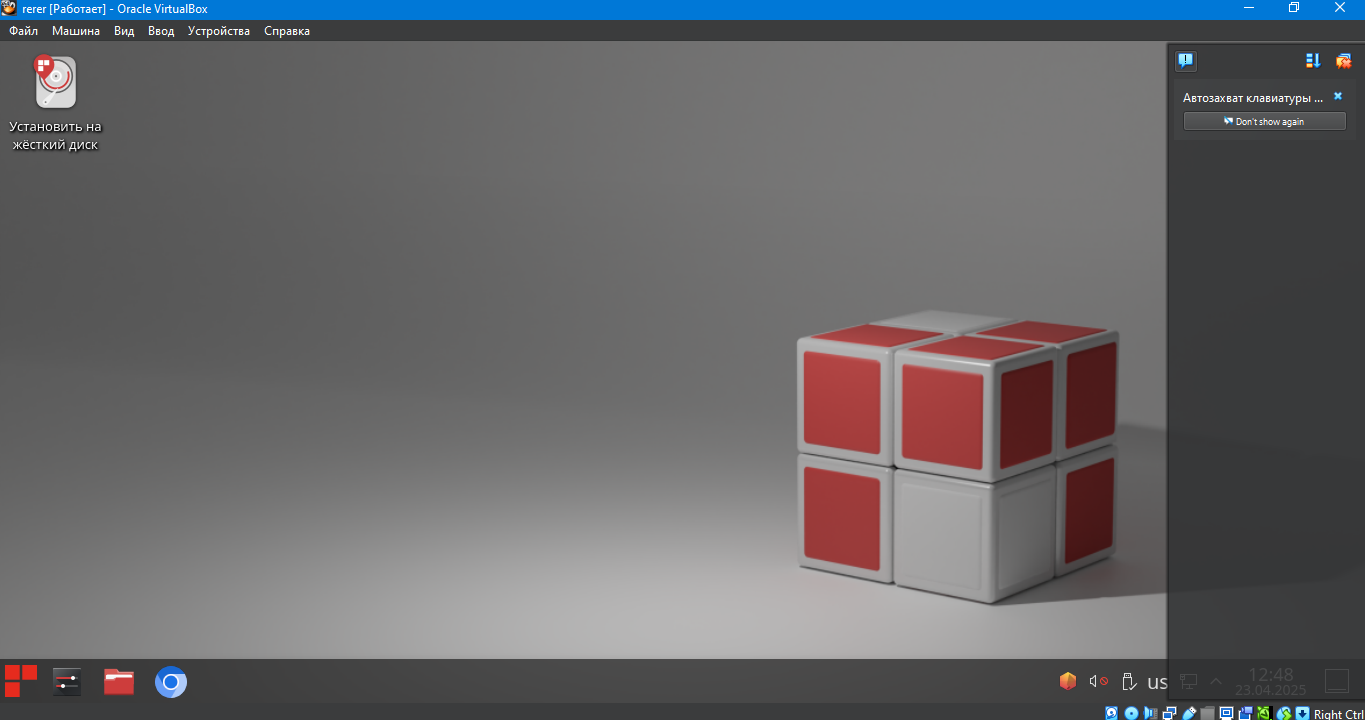 rerer [Работает] - Oracle VirtualBox
Файл Машина Вид Ввод Устройства Справка
Установить на
жёсткий диск
Автозахват клавиатуры ...
Don't show again
us
12:48
23.04.2025
Right Ctrl